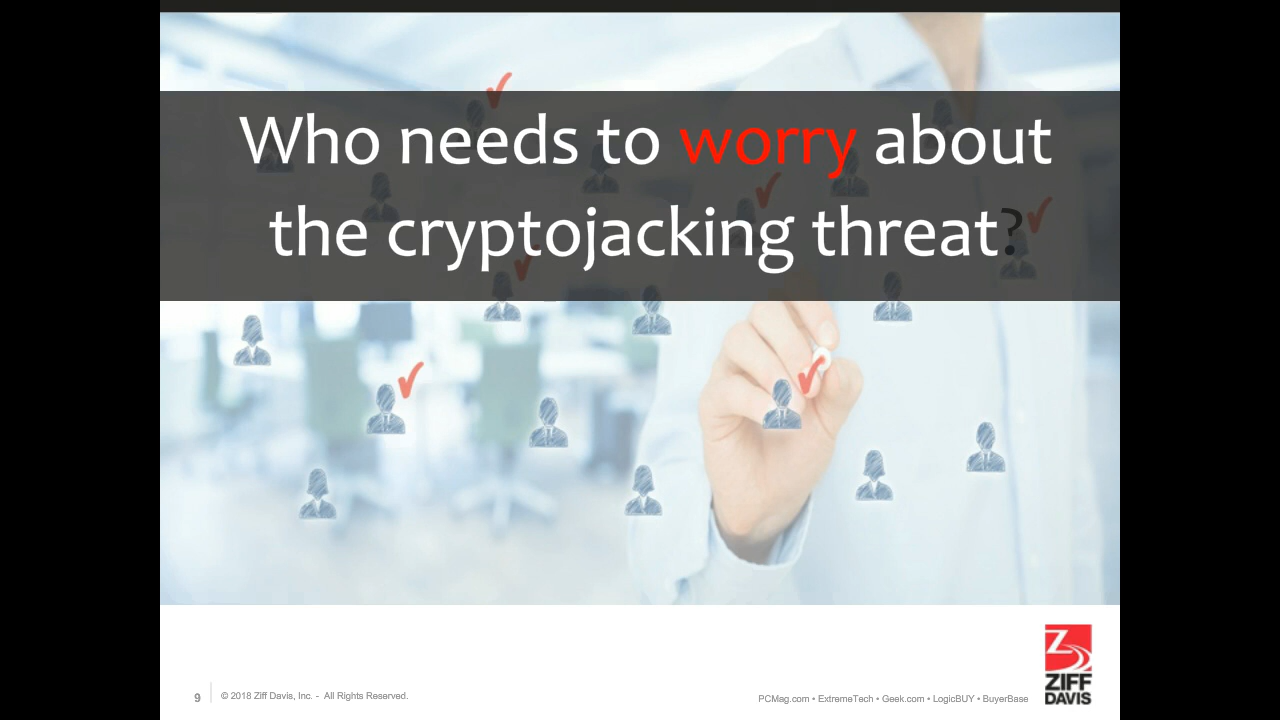 Who needs to worry about
the cryptojacking threat?
9
© 2018 Ziff Davis, Inc. - All Rights Reserved.
PCMag.com • ExtremeTech • Geek.com • LogicBUY • BuyerBase
Z
ZIFF
DAVIS